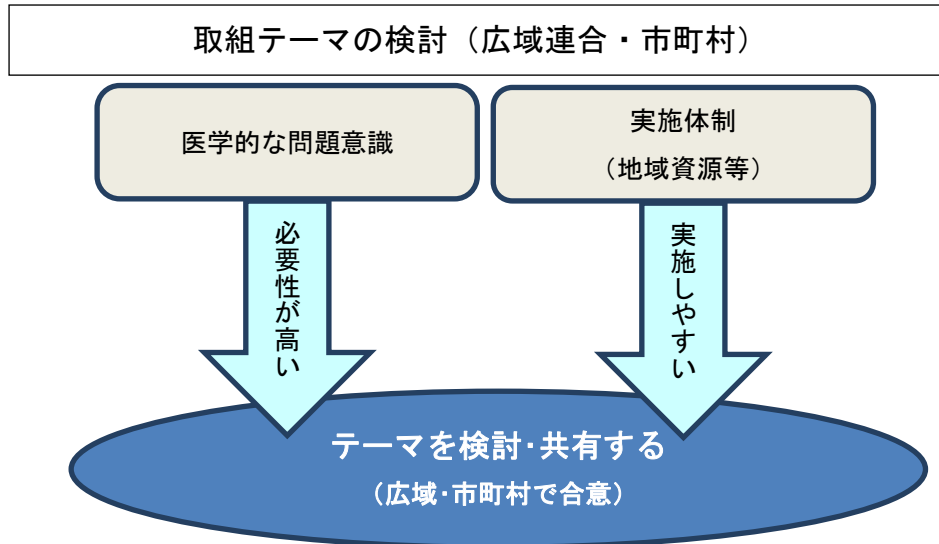 取組テーマの検討（広域連合・市町村）
医学的な問題意識
実施体制
（地域資源等）
必要性が高い
実施しやすい
テーマを検討・共有する
（広域・市町村で合意）